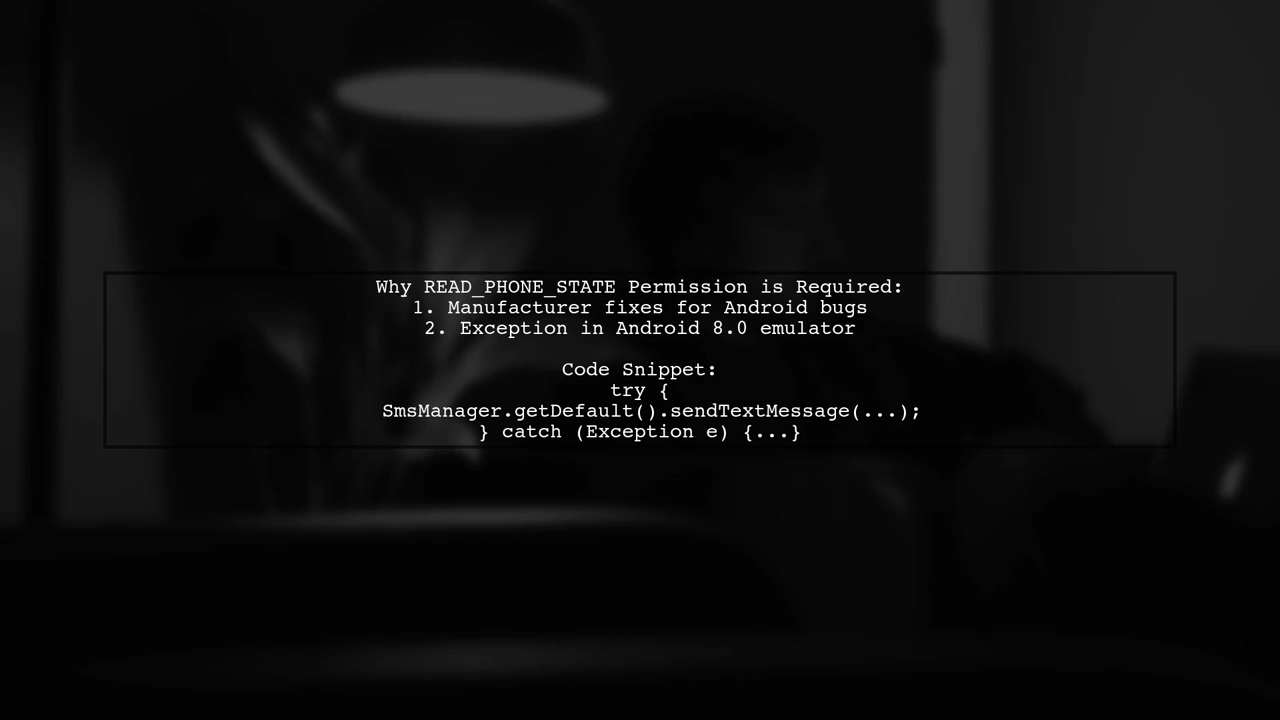 Why READ_PHONE_STATE Permission is Required:
1. Manufacturer fixes for Android bugs
2. Exception in Android 8.0 emulator
Code Snippet:
try {
SmsManager.getDefault().sendTextMessage(...);
} catch (Exception e) {...}